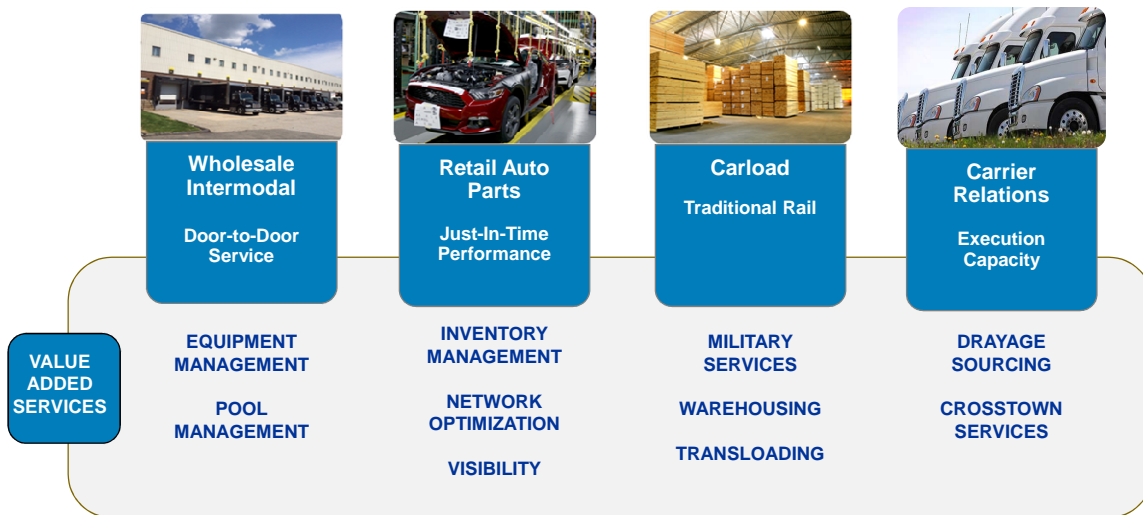 Wholesale
Intermodal
Door-to-Door
Service
Retail Auto
Parts
Just-In-Time
Performance
Carload
Traditional Rail
Carrier
Relations
Execution
Capacity
VALUE
ADDED
SERVICES
EQUIPMENT
MANAGEMENT
POOL
MANAGEMENT
INVENTORY
MANAGEMENT
NETWORK
OPTIMIZATION
VISIBILITY
MILITARY
SERVICES
WAREHOUSING
TRANSLOADING
DRAYAGE
SOURCING
CROSSTOWN
SERVICES